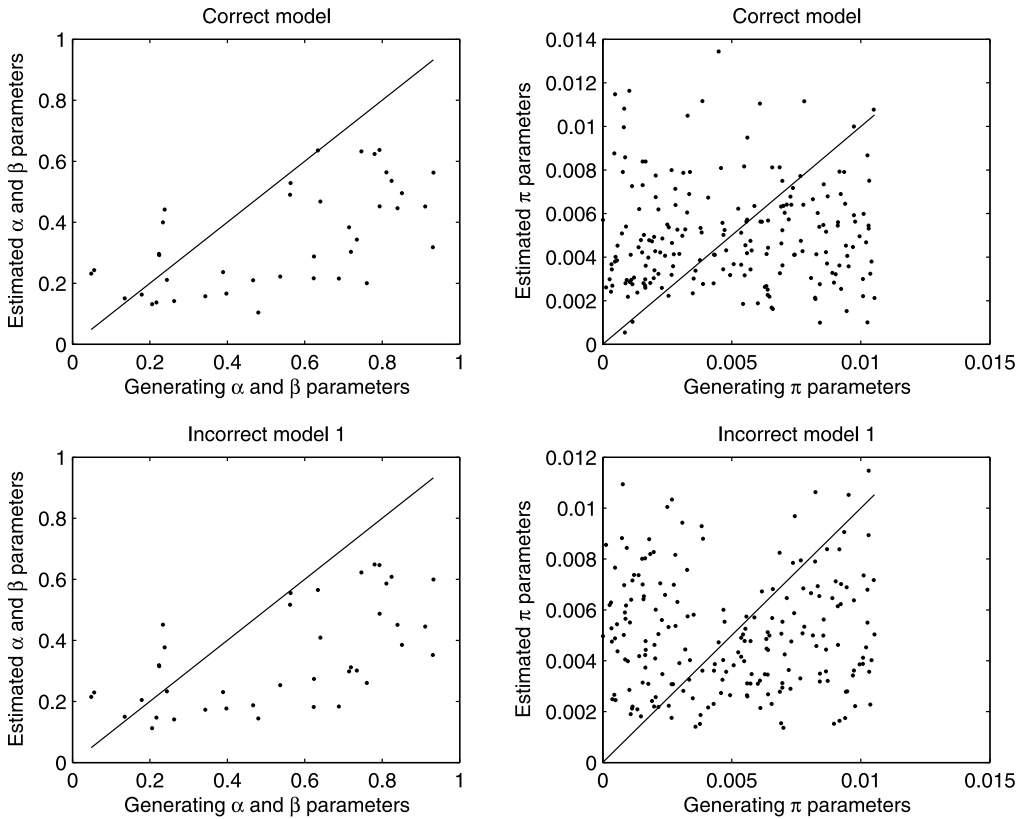 Correct model
Estimated α and β parameters
1
0.8
0.6
0.4
0.2
0
0 0.2 0.4 0.6 0.8 1
Generating α and β parameters
Correct model
Estimated π parameters
0.014
0.012
0.01
0.008
0.006
0.004
0.002
0
0 0.005 0.01 0.015
Generating π parameters
Incorrect model 1
Estimated α and β parameters
1
0.8
0.6
0.4
0.2
0
0 0.2 0.4 0.6 0.8 1
Generating α and β parameters
Incorrect model 1
Estimated π parameters
0.012
0.01
0.008
0.006
0.004
0.002
0
0 0.005 0.01 0.015
Generating π parameters